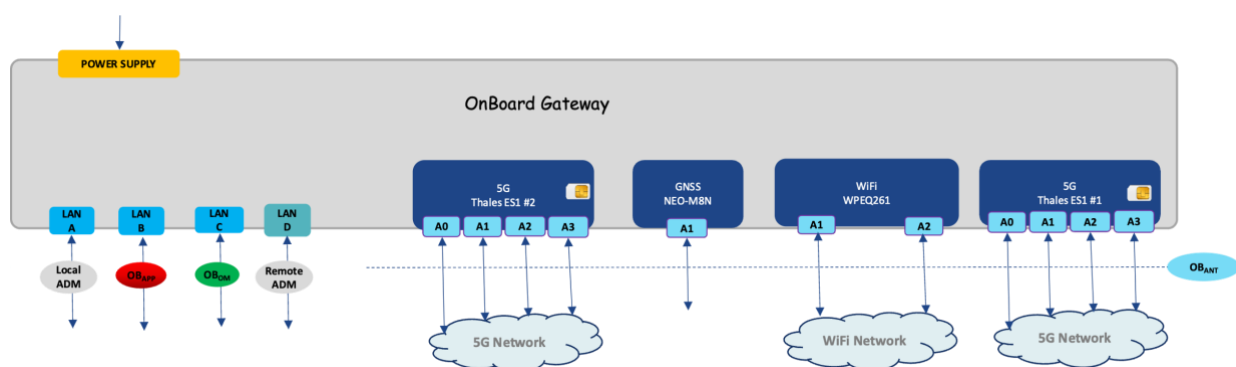 POWER SUPPLY
OnBoard Gateway
5G
Thales ES1 #2
GNSS
NEO-M8N
WiFi
WPEQ261
5G
Thales ES1 #1
LAN
A
LAN
B
LAN
C
LAN
D
A0 A1 A2 A3
A1
A1 A2
A0 A1 A2 A3
Local
ADM
OBAPP
OBOM
Remote
ADM
OBANT
5G Network
WiFi Network
5G Network